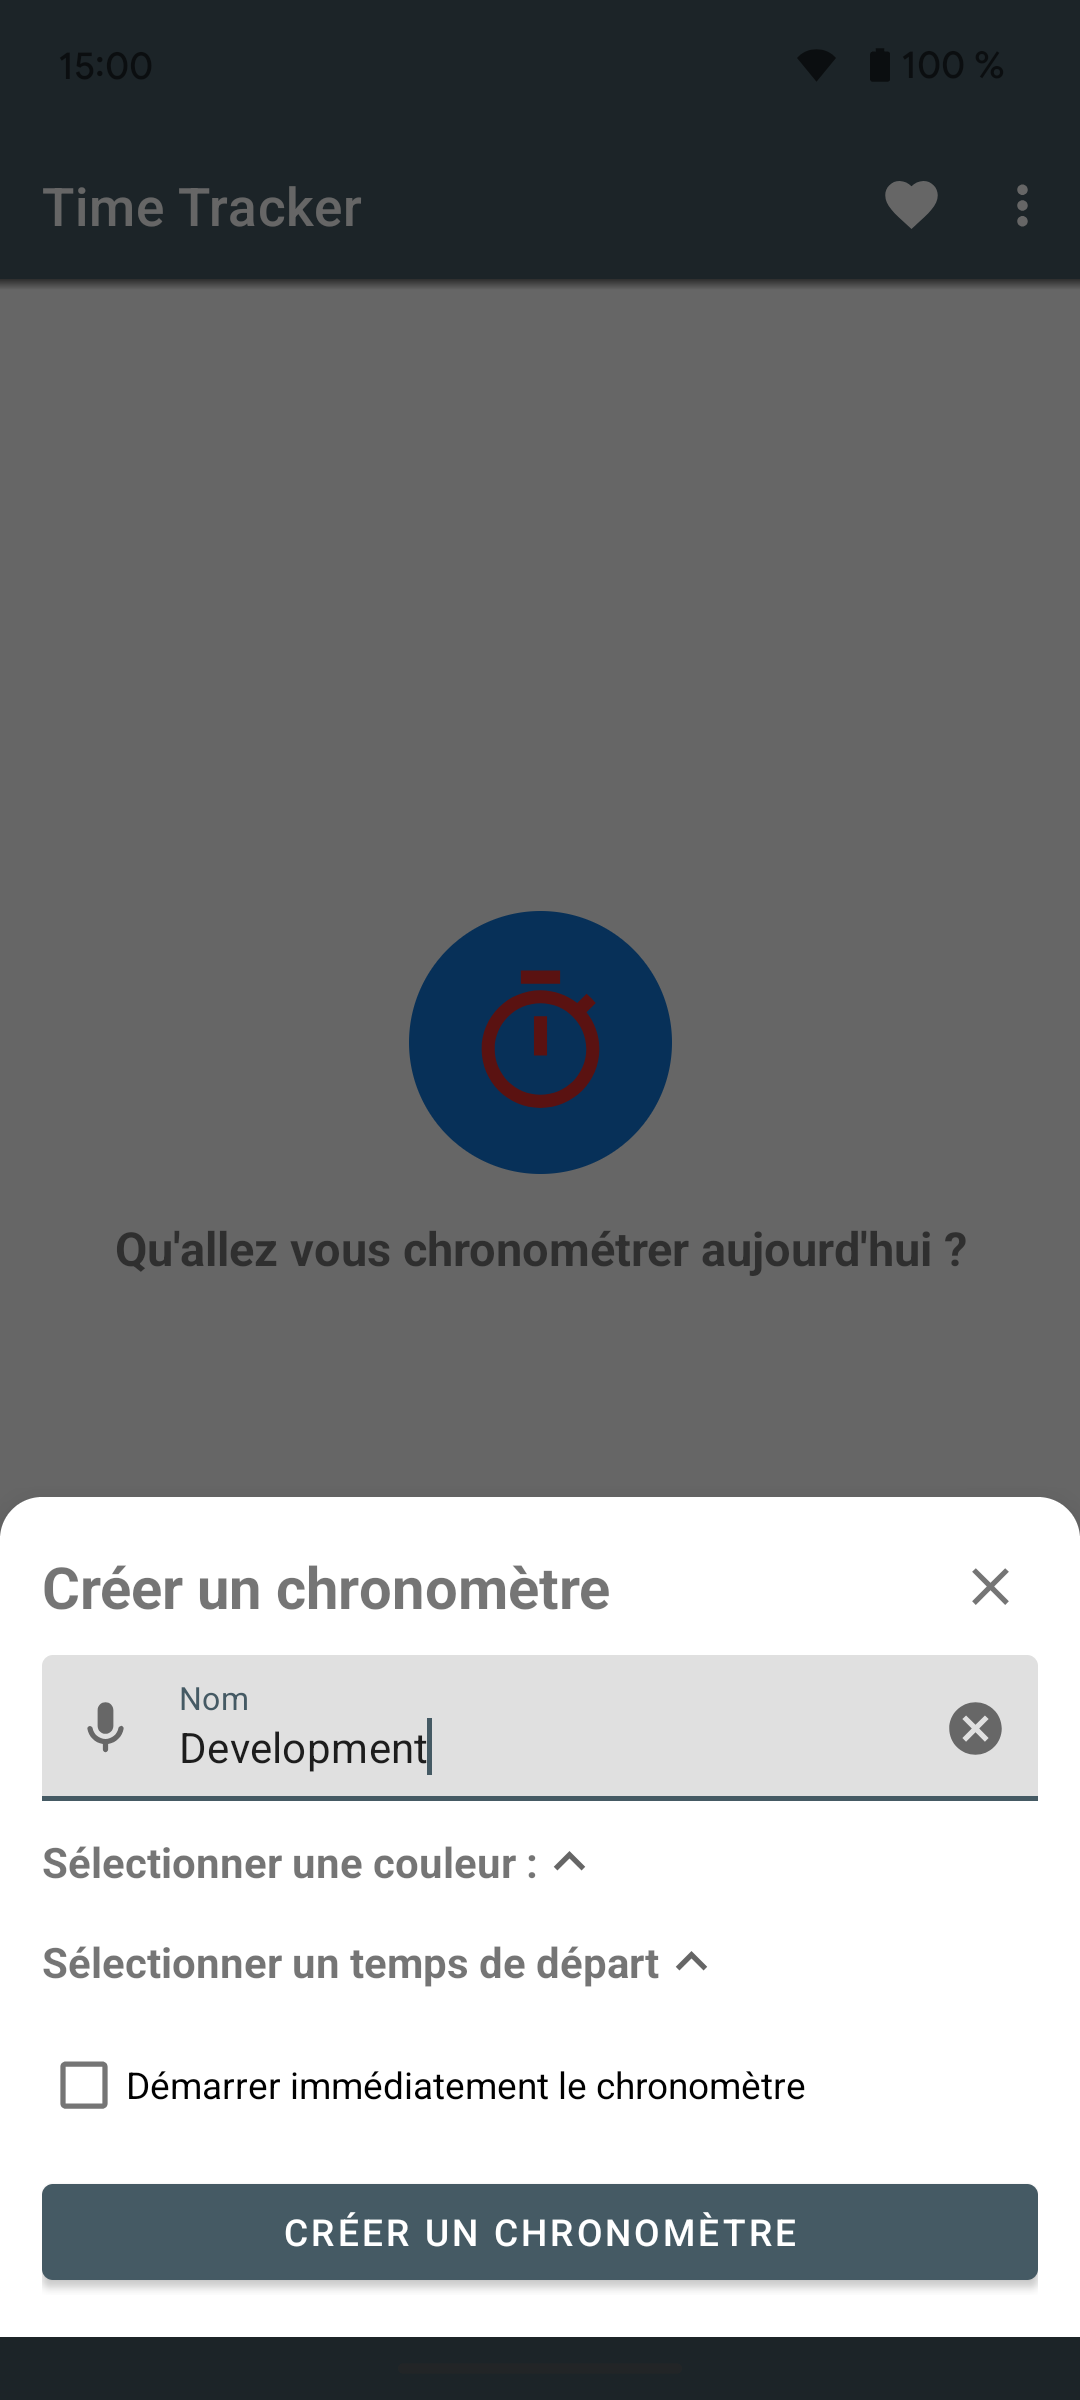 15:00
100 %
Time Tracker
Qu'allez vous chronométrer aujourd'hui ?
Créer un chronomètre
Nom
Development
Sélectionner une couleur :
Sélectionner un temps de départ
Démarrer immédiatement le chronomètre
CRÉER UN CHRONOMÈTRE